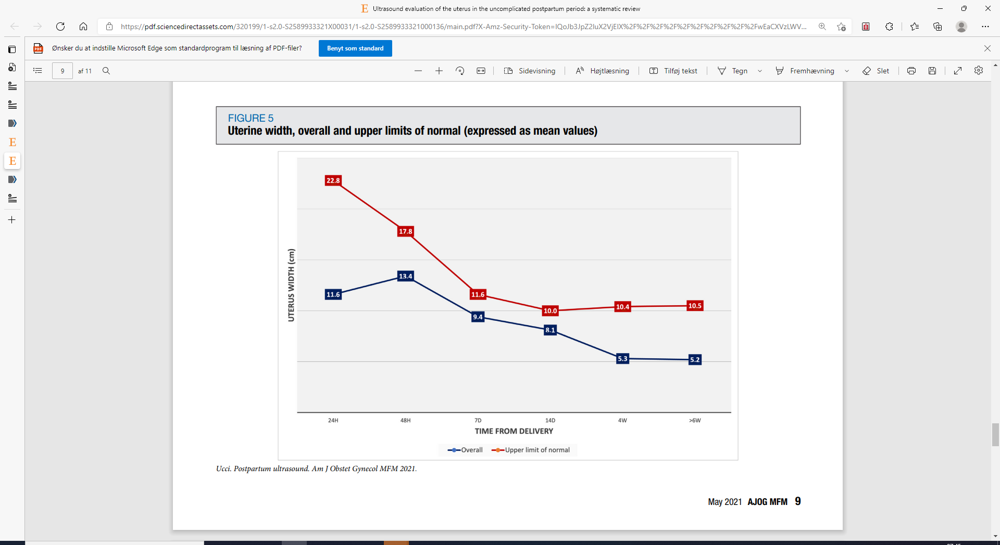 Ultrasound evaluation of the uterus in the uncomplicated postpartum period: a systematic review
https://pdf.sciencedirectassets.com/320199/1-s2.0-S2589933321X00031/1-s2.0-S2589933321000136/main.pdf?X-Amz-Security-Token=IQoJb3JpZ2luX2VjEIX%2F%2F%2F%2F%2F%2F%2F%2F%2F%2FwEaCXVzLWV...
Ønsker du at indstille Microsoft Edge som standardprogram til læsning af PDF-filer?
Benyt som standard
9 af 11
Sidevisning
Højtlæsning
Tilføj tekst
Tegn
Fremhævning
Slet
FIGURE 5
Uterine width, overall and upper limits of normal (expressed as mean values)
22.8
17.8
13.4
11.6
11.6
10.0
10.4
10.5
9.4
8.1
5.3
5.2
UTERUS WIDTH (cm)
24H 48H 7D 14D 4W >6W
TIME FROM DELIVERY
Overall Upper limit of normal
Ucci. Postpartum ultrasound. Am J Obstet Gynecol MFM 2021.
May 2021 AJOG MFM 9